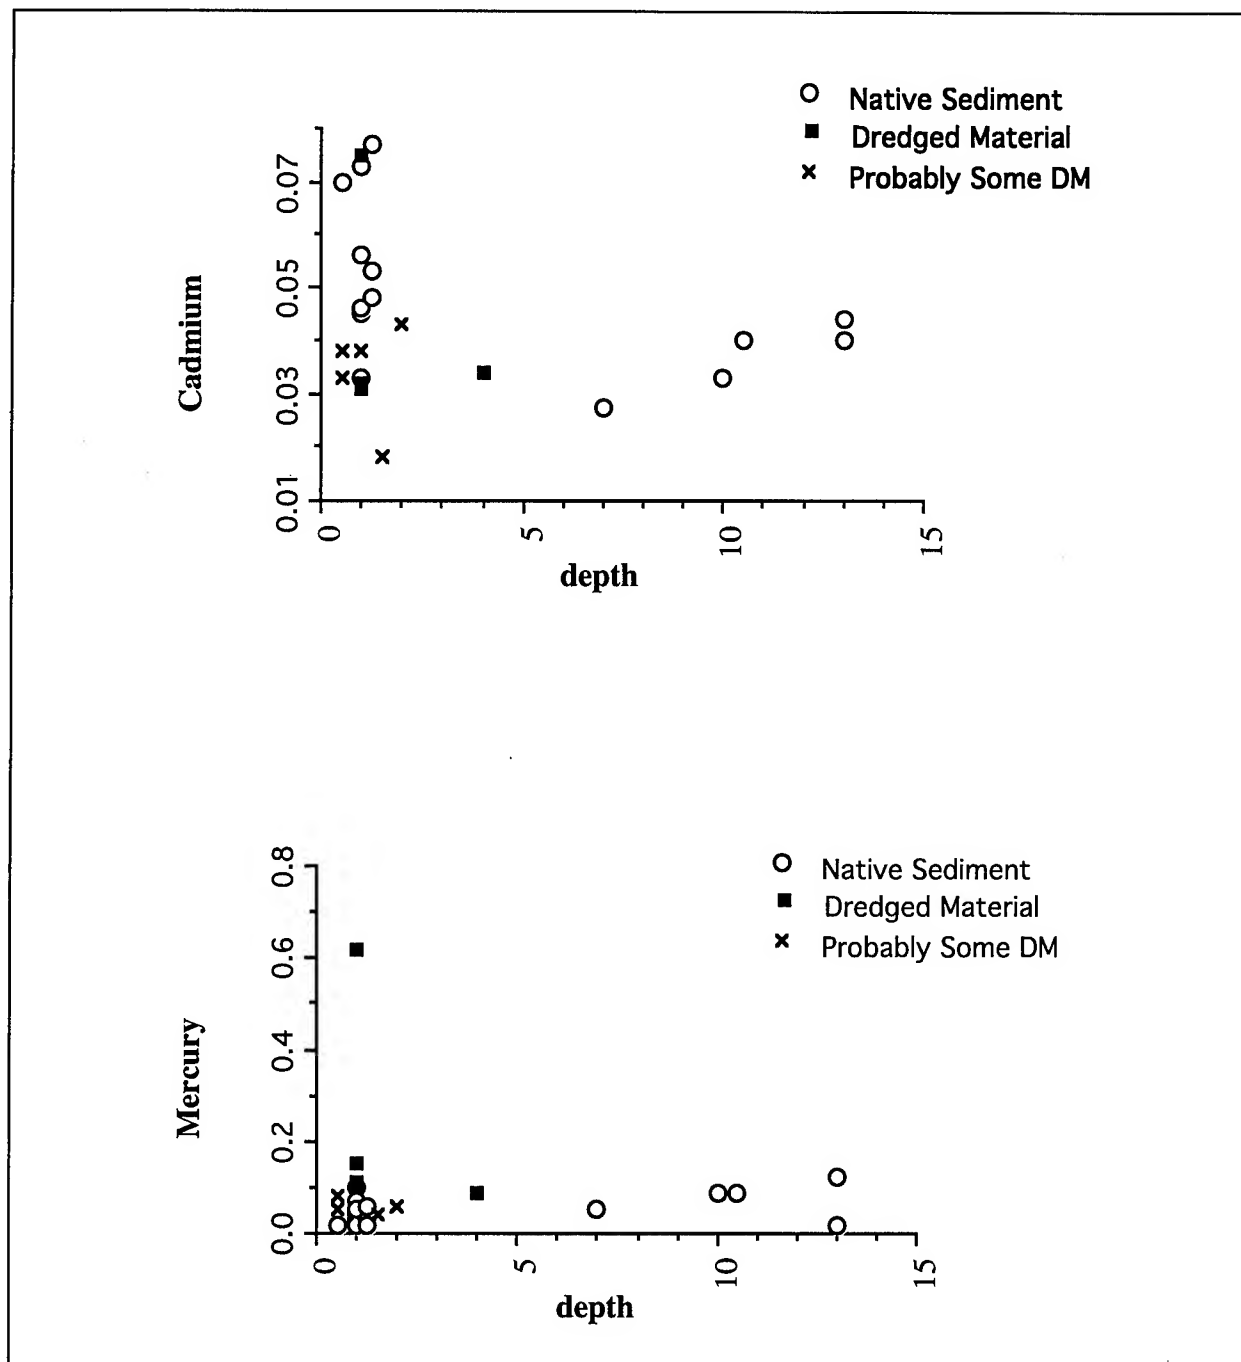 Native Sediment
Dredged Material
Probably Some DM
0.07
0.05
0.03
0.01
Cadmium
0 5 10 15
depth
Native Sediment
Dredged Material
Probably Some DM
0.8
0.6
0.4
0.2
0.0
Mercury
0 5 10 15
depth